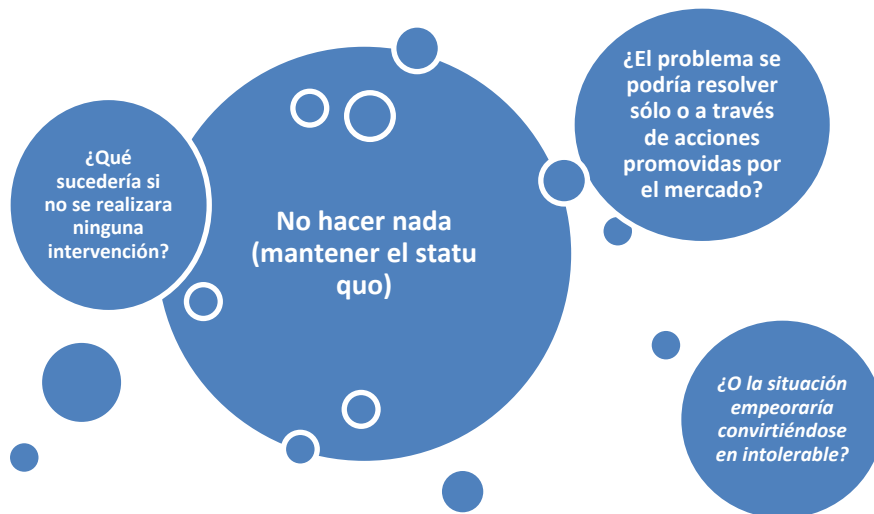 ¿Qué
sucedería si
no se realizara
ninguna
intervención?
No hacer nada
(mantener el statu
quo)
¿El problema se
podría resolver
sólo o a través
de acciones
promovidas por
el mercado?
¿O la situación
empeoraría
convirtiéndose
en intolerable?